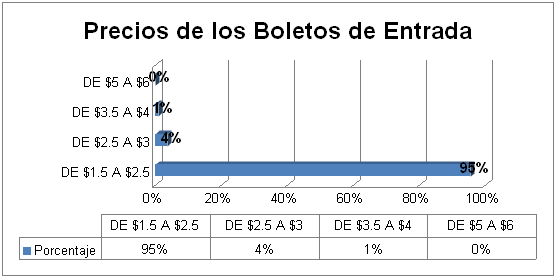 Precios de los Boletos de Entrada
DE $5 A $6 0%
DE $3.5 A $4 1%
DE $2.5 A $3 4%
DE $1.5 A $2.5 95%
0% 20% 40% 60% 80% 100%
DE $1.5 A $2.5 DE $2.5 A $3 DE $3.5 A $4 DE $5 A $6
Porcentaje 95% 4% 1% 0%